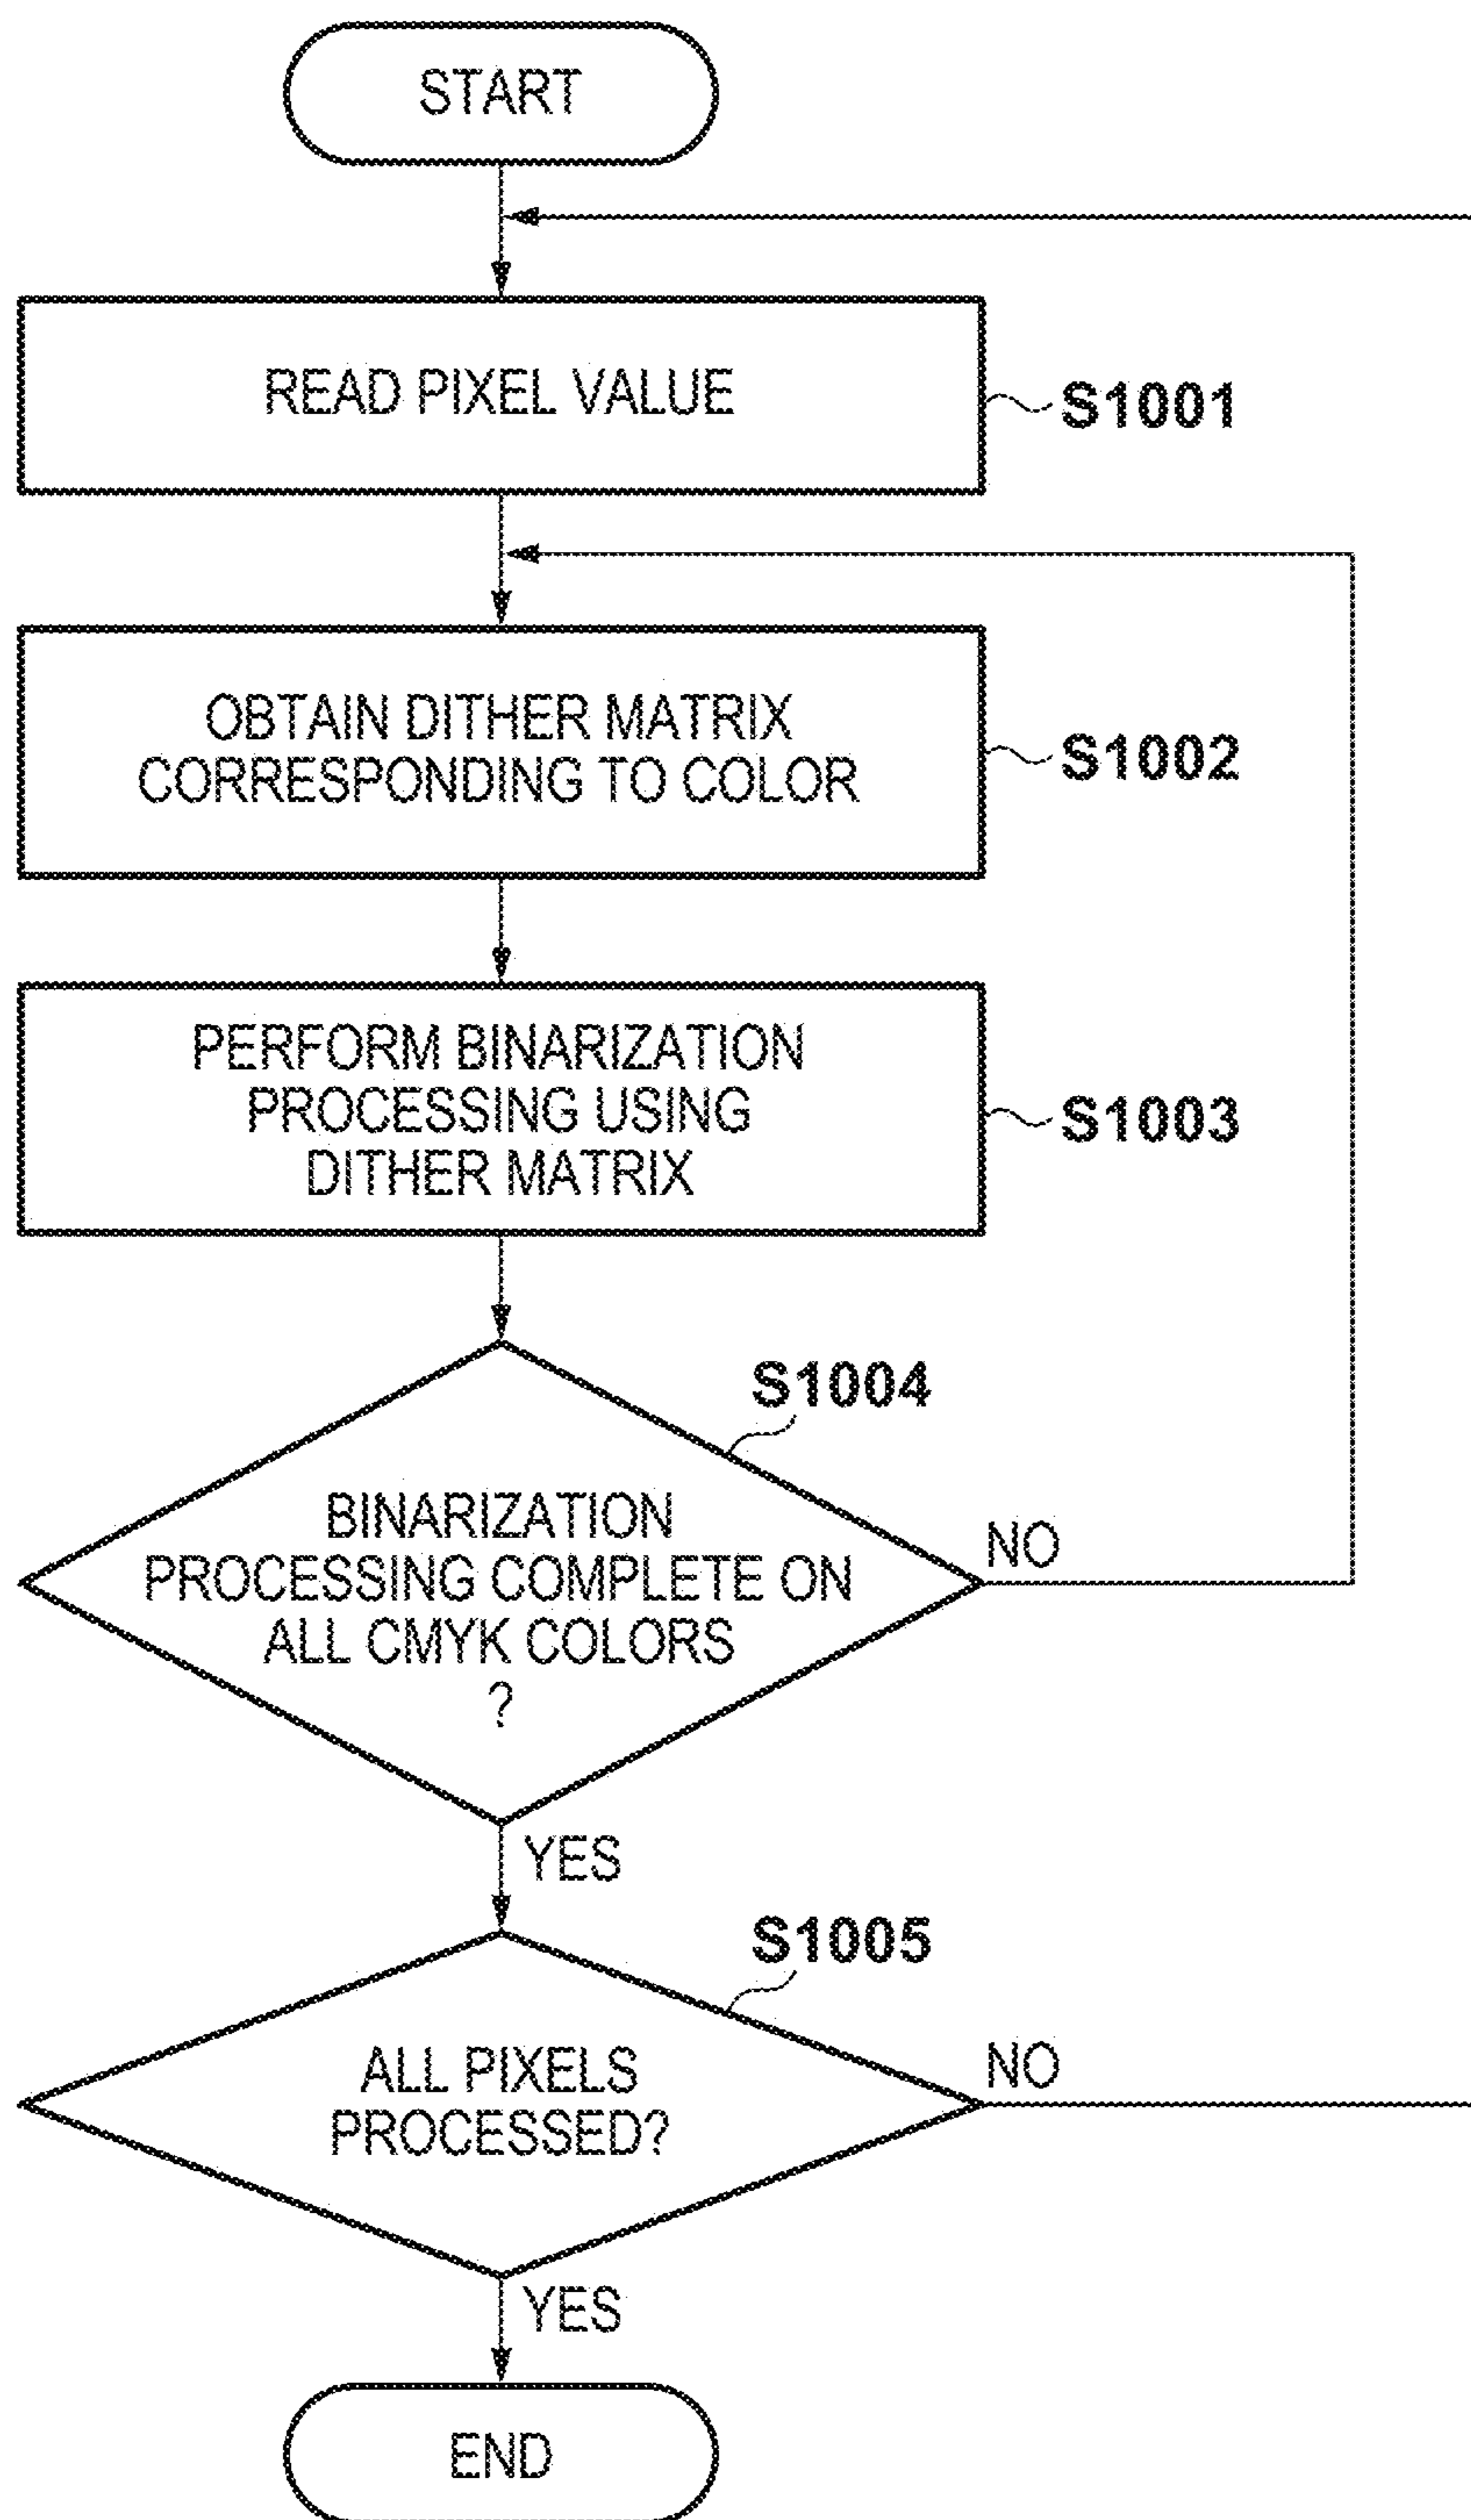 START
READ PIXEL VALUE
S1001
OBTAIN DITHER MATRIX
CORRESPONDING TO COLOR
S1002
PERFORM BINARIZATION
PROCESSING USING
DITHER MATRIX
S1003
S1004
BINARIZATION
PROCESSING COMPLETE ON
ALL CMYK COLORS
?
NO
YES
S1005
ALL PIXELS
PROCESSED?
NO
YES
END